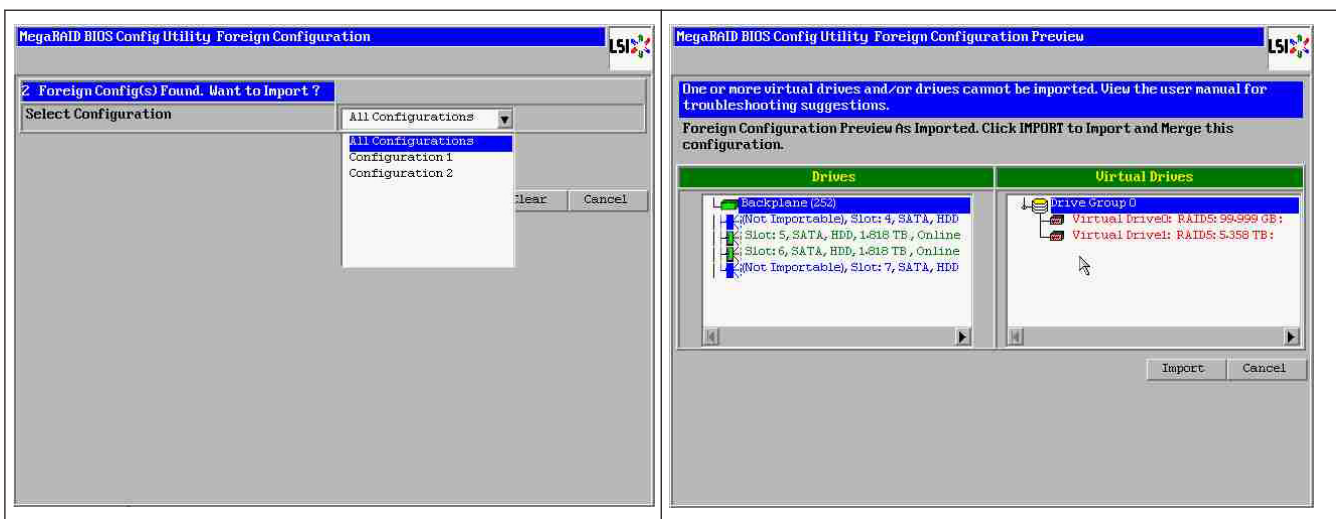 MegaRAID BIOS Config Utility Foreign Configuration
LSI
2 Foreign Config(s) Found. Want to Import ?
Select Configuration
All Configurations
All Configurations
Configuration 1
Configuration 2
Clear
Cancel
MegaRAID BIOS Config Utility Foreign Configuration Preview
LSI
One or more virtual drives and/or drives cannot be imported. View the user manual for
troubleshooting suggestions.
Foreign Configuration Preview As Imported. Click IMPORT to Import and Merge this
configuration.
Drives
Backplane (252)
(Not Importable), Slot: 4, SATA, HDD
Slot: 5, SATA, HDD, 1.818 TB, Online
Slot: 6, SATA, HDD, 1.818 TB, Online
(Not Importable), Slot: 7, SATA, HDD
Virtual Drives
Drive Group 0
Virtual Drive0: RAID5: 99.999 GB:
Virtual Drive1: RAID5: 5.358 TB:
Import
Cancel